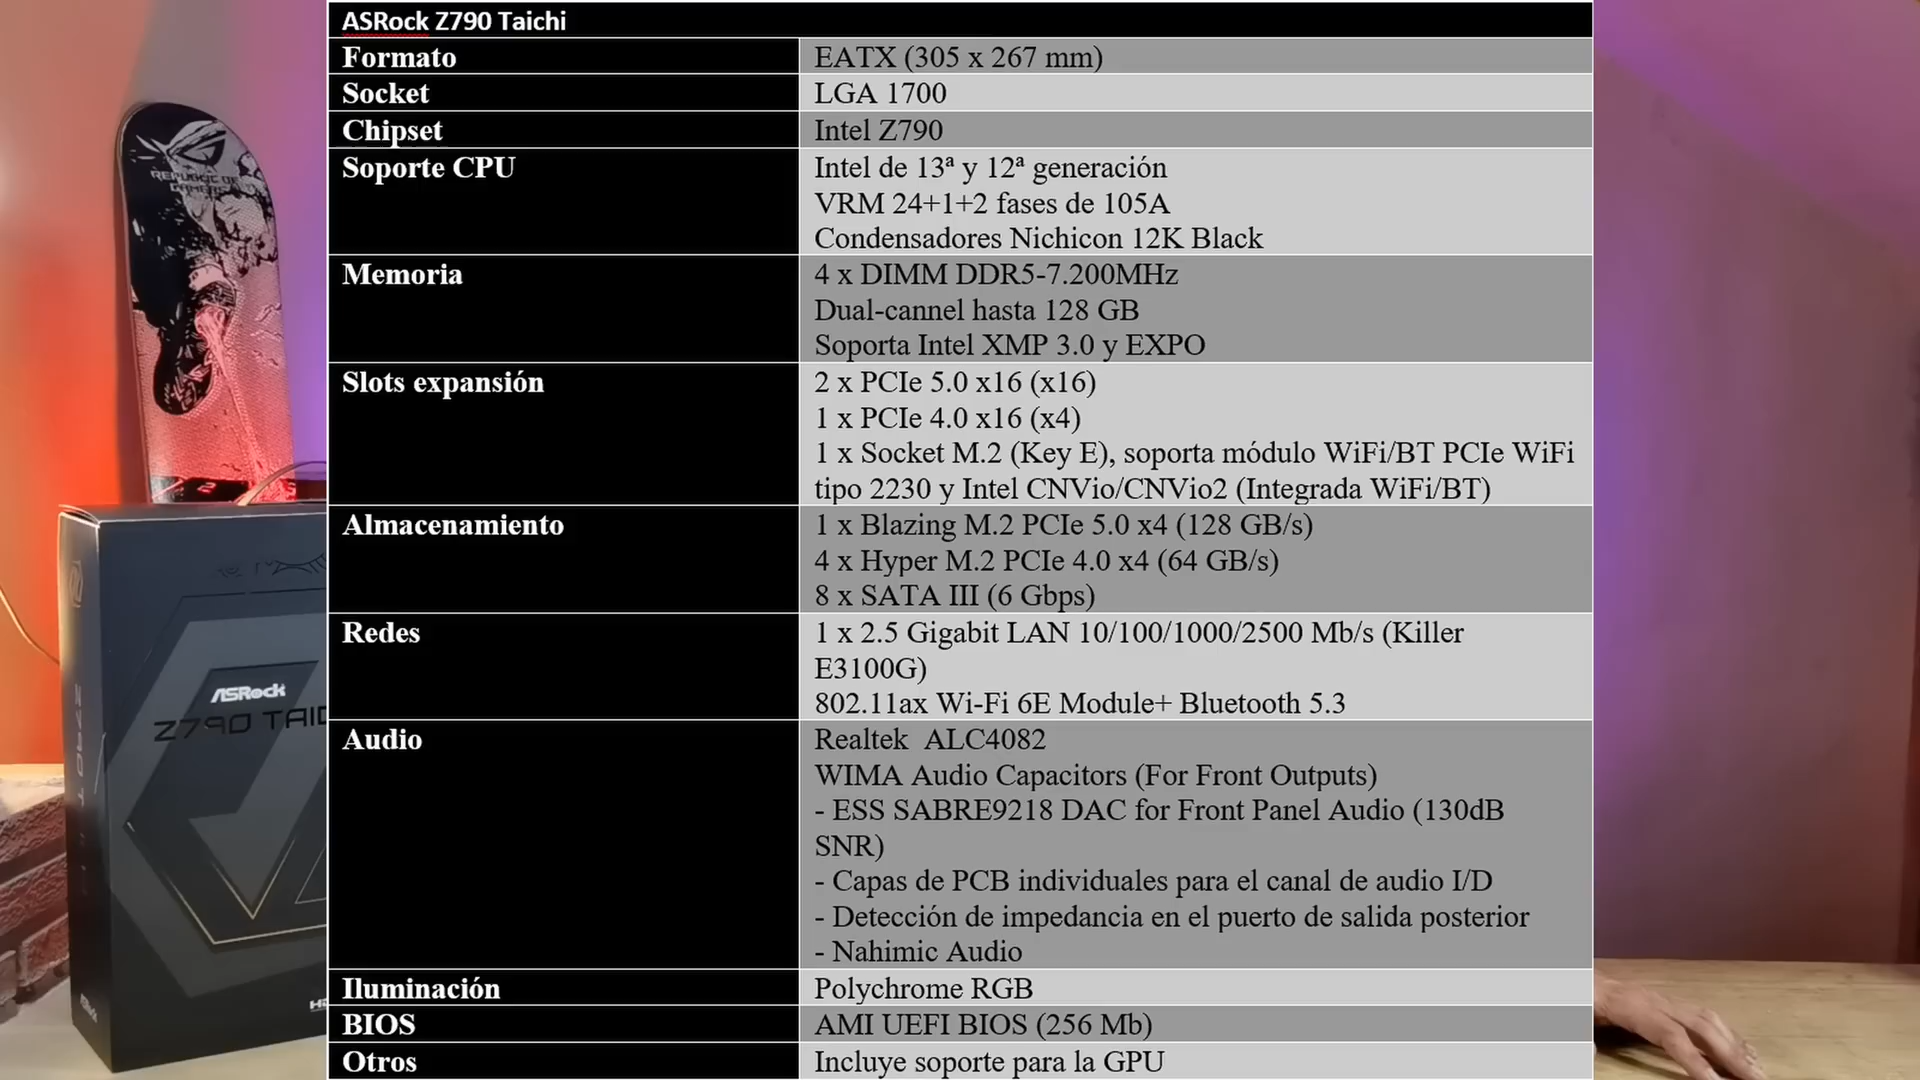 ASRock Z790 Taichi
Formato
EATX (305 x 267 mm)
Socket
LGA 1700
Chipset
Intel Z790
Soporte CPU
Intel de 13ª y 12ª generación
VRM 24+1+2 fases de 105A
Condensadores Nichicon 12K Black
Memoria
4 x DIMM DDR5-7.200MHz
Dual-cannel hasta 128 GB
Soporta Intel XMP 3.0 y EXPO
Slots expansión
2 x PCIe 5.0 x16 (x16)
1 x PCIe 4.0 x16 (x4)
1 x Socket M.2 (Key E), soporta módulo WiFi/BT PCIe WiFi
tipo 2230 y Intel CNVio/CNVio2 (Integrada WiFi/BT)
Almacenamiento
1 x Blazing M.2 PCIe 5.0 x4 (128 GB/s)
4 x Hyper M.2 PCIe 4.0 x4 (64 GB/s)
8 x SATA III (6 Gbps)
Redes
1 x 2.5 Gigabit LAN 10/100/1000/2500 Mb/s (Killer
E3100G)
802.11ax Wi-Fi 6E Module+ Bluetooth 5.3
Audio
Realtek ALC4082
WIMA Audio Capacitors (For Front Outputs)
- ESS SABRE9218 DAC for Front Panel Audio (130dB
SNR)
- Capas de PCB individuales para el canal de audio I/D
- Detección de impedancia en el puerto de salida posterior
- Nahimic Audio
Iluminación
Polychrome RGB
BIOS
AMI UEFI BIOS (256 Mb)
Otros
Incluye soporte para la GPU
REPUBLIC OF
GAMERS
ASRock
Z790 TAIC
ASRock